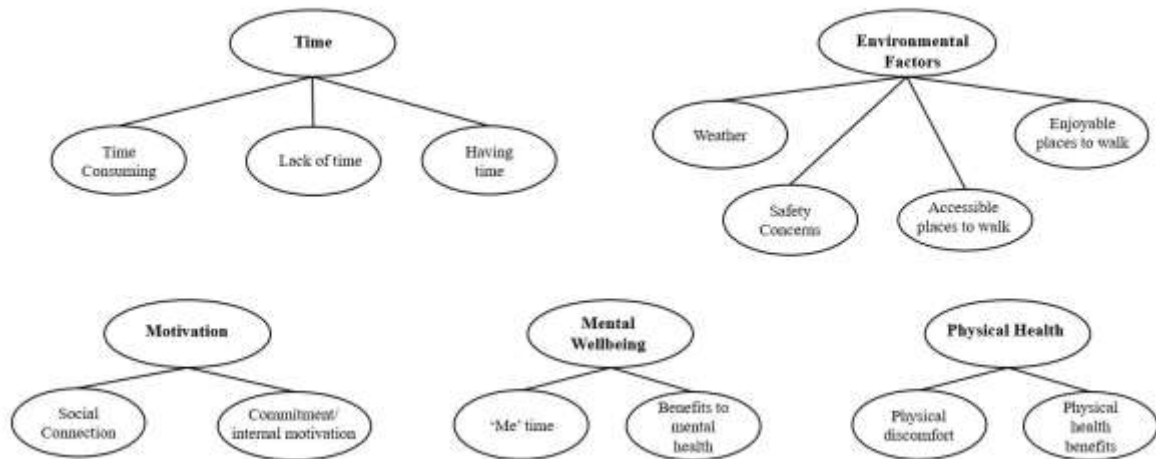 Time
Time
Consuming
Lack of time
Having
time
Environmental
Factors
Weather
Safety
Concerns
Accessible
places to walk
Enjoyable
places to walk
Motivation
Social
Connection
Commitment/
internal motivation
Mental
Wellbeing
'Me' time
Benefits to
mental
health
Physical Health
Physical
discomfort
Physical
health
benefits